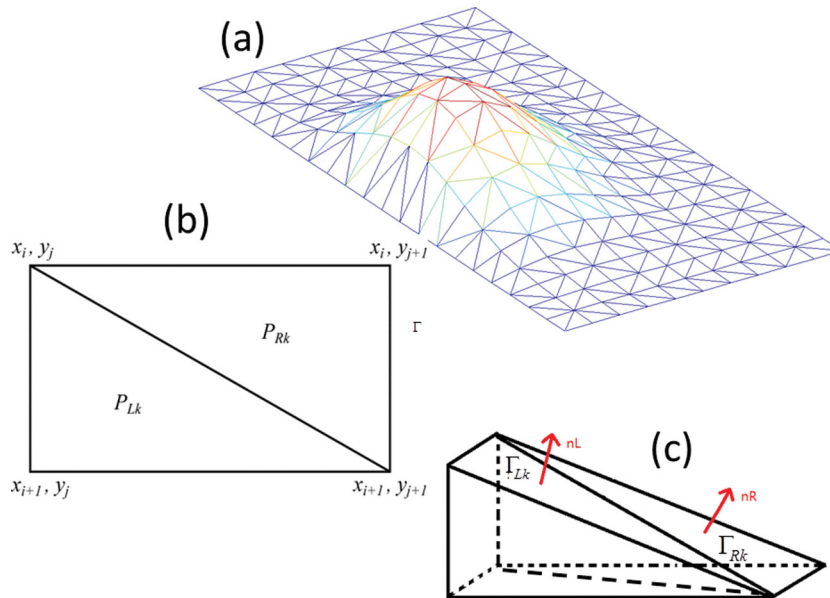 (a)
(b)
x_i, y_j
x_i, y_{j+1}
Γ
P_{Rk}
P_{Lk}
x_{i+1}, y_j
x_{i+1}, y_{j+1}
(c)
nL
Γ_{Lk}
nR
Γ_{Rk}